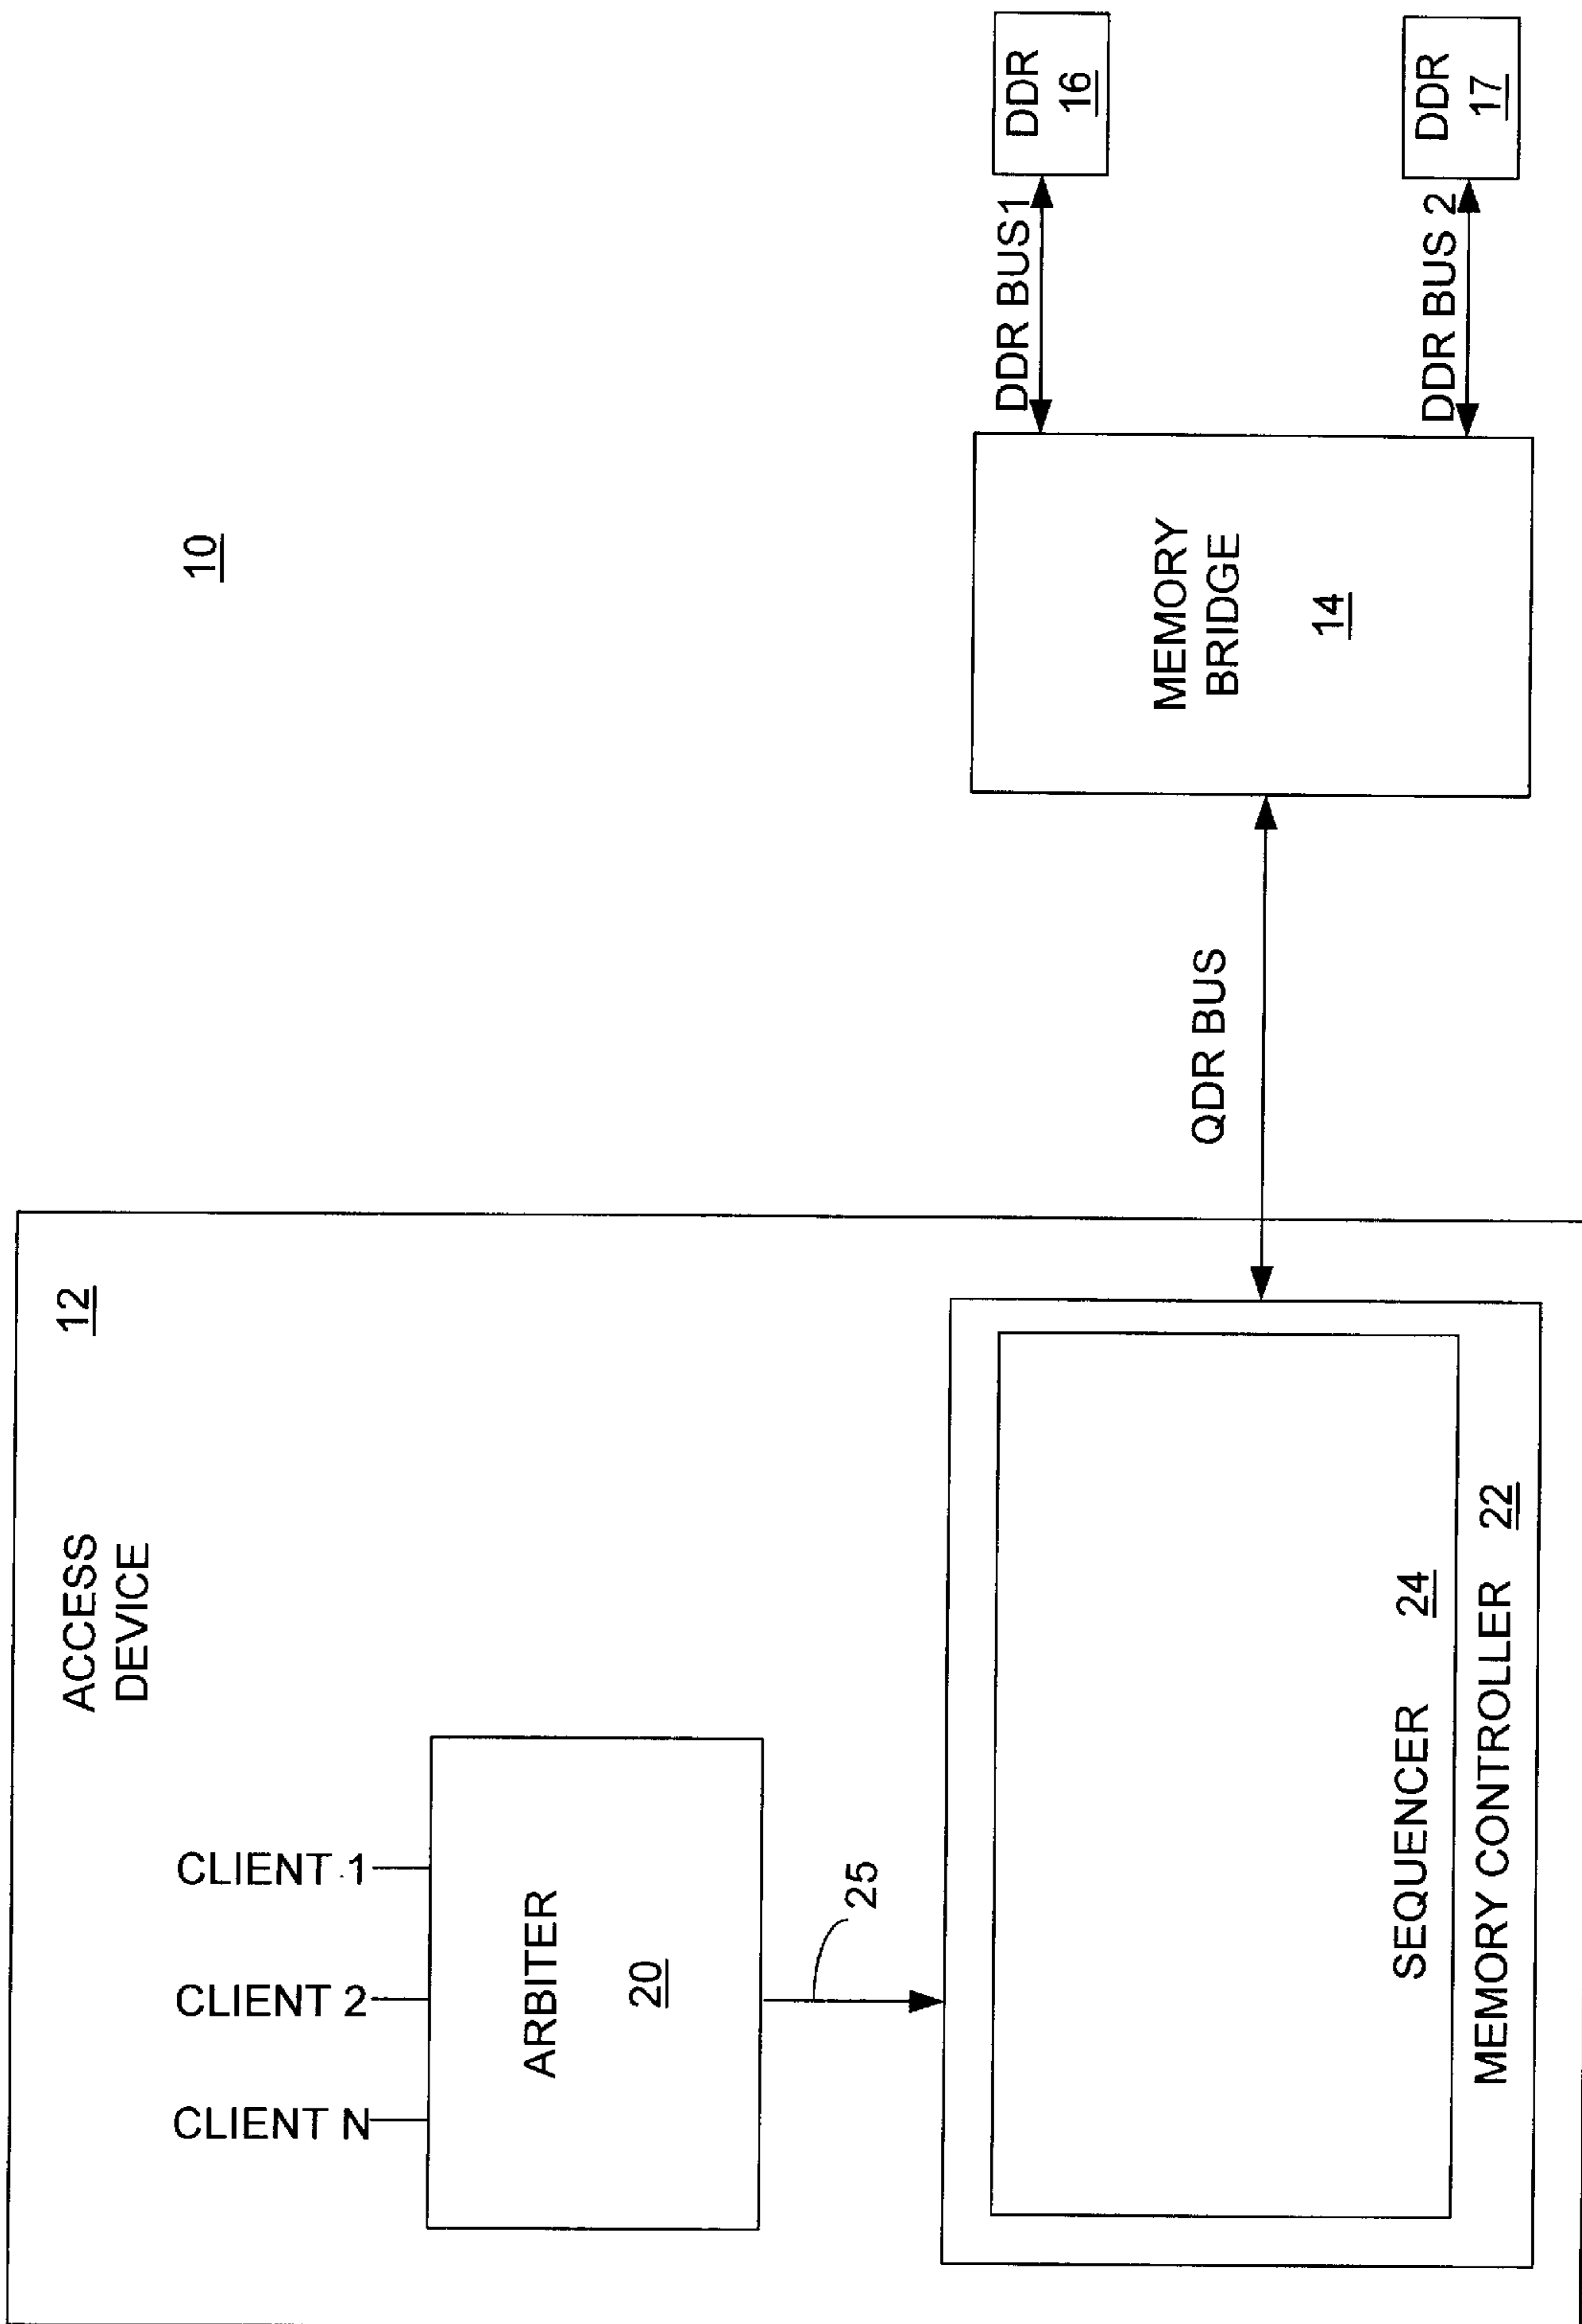 10
ACCESS
DEVICE
12
CLIENT 1
CLIENT 2
CLIENT N
ARBITER
20
25
SEQUENCER
24
MEMORY CONTROLLER 22
QDR BUS
MEMORY
BRIDGE
14
DDR BUS1
DDR
16
DDR BUS 2
DDR
17